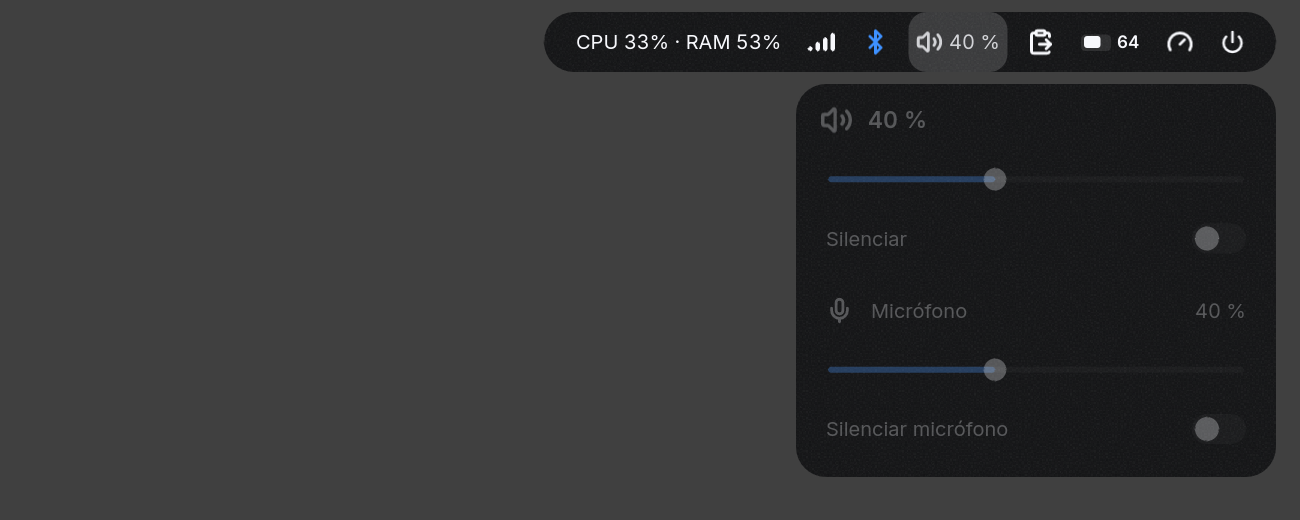 CPU 33% · RAM 53% 40 % 64
40 %
Silenciar
Micrófono 40 %
Silenciar micrófono